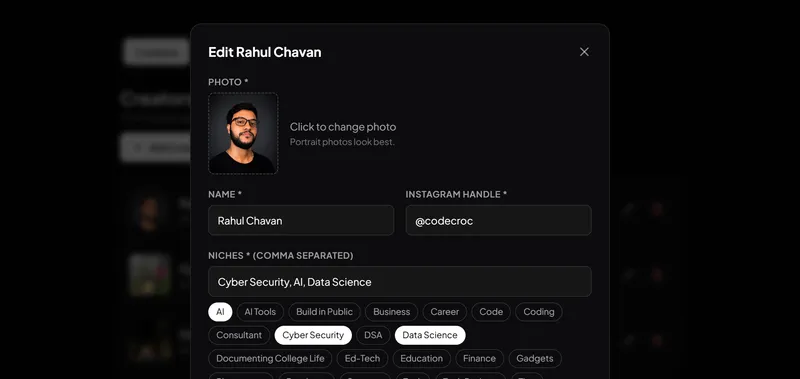 Edit Rahul Chavan
PHOTO *
Click to change photo
Portrait photos look best.
NAME * INSTAGRAM HANDLE *
Rahul Chavan @codecroc
NICHES * (COMMA SEPARATED)
Cyber Security, AI, Data Science
AI AI Tools Build in Public Business Career Code Coding
Consultant Cyber Security DSA Data Science
Documenting College Life Ed-Tech Education Finance Gadgets